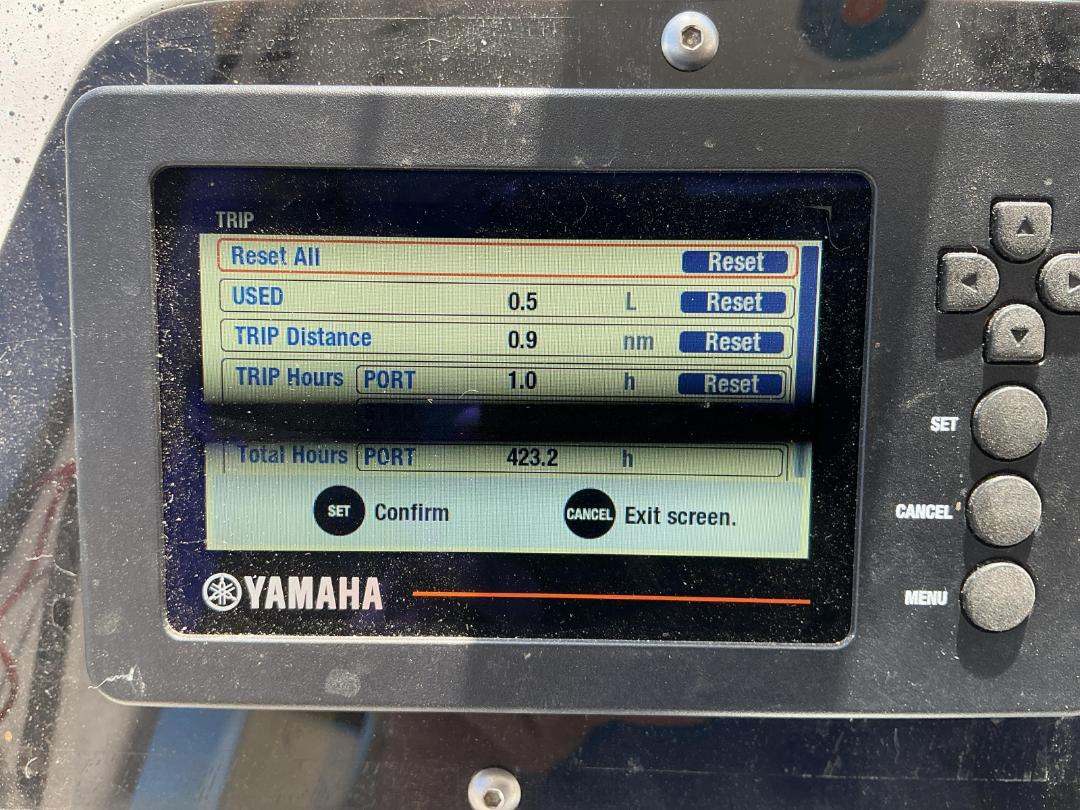 TRIP
Reset All Reset
USED 0.5 L Reset
TRIP Distance 0.9 nm Reset
TRIP Hours PORT 1.0 h Reset
STBD
Total Hours PORT 423.2 h
SET Confirm CANCEL Exit screen.
YAMAHA
SET
CANCEL
MENU